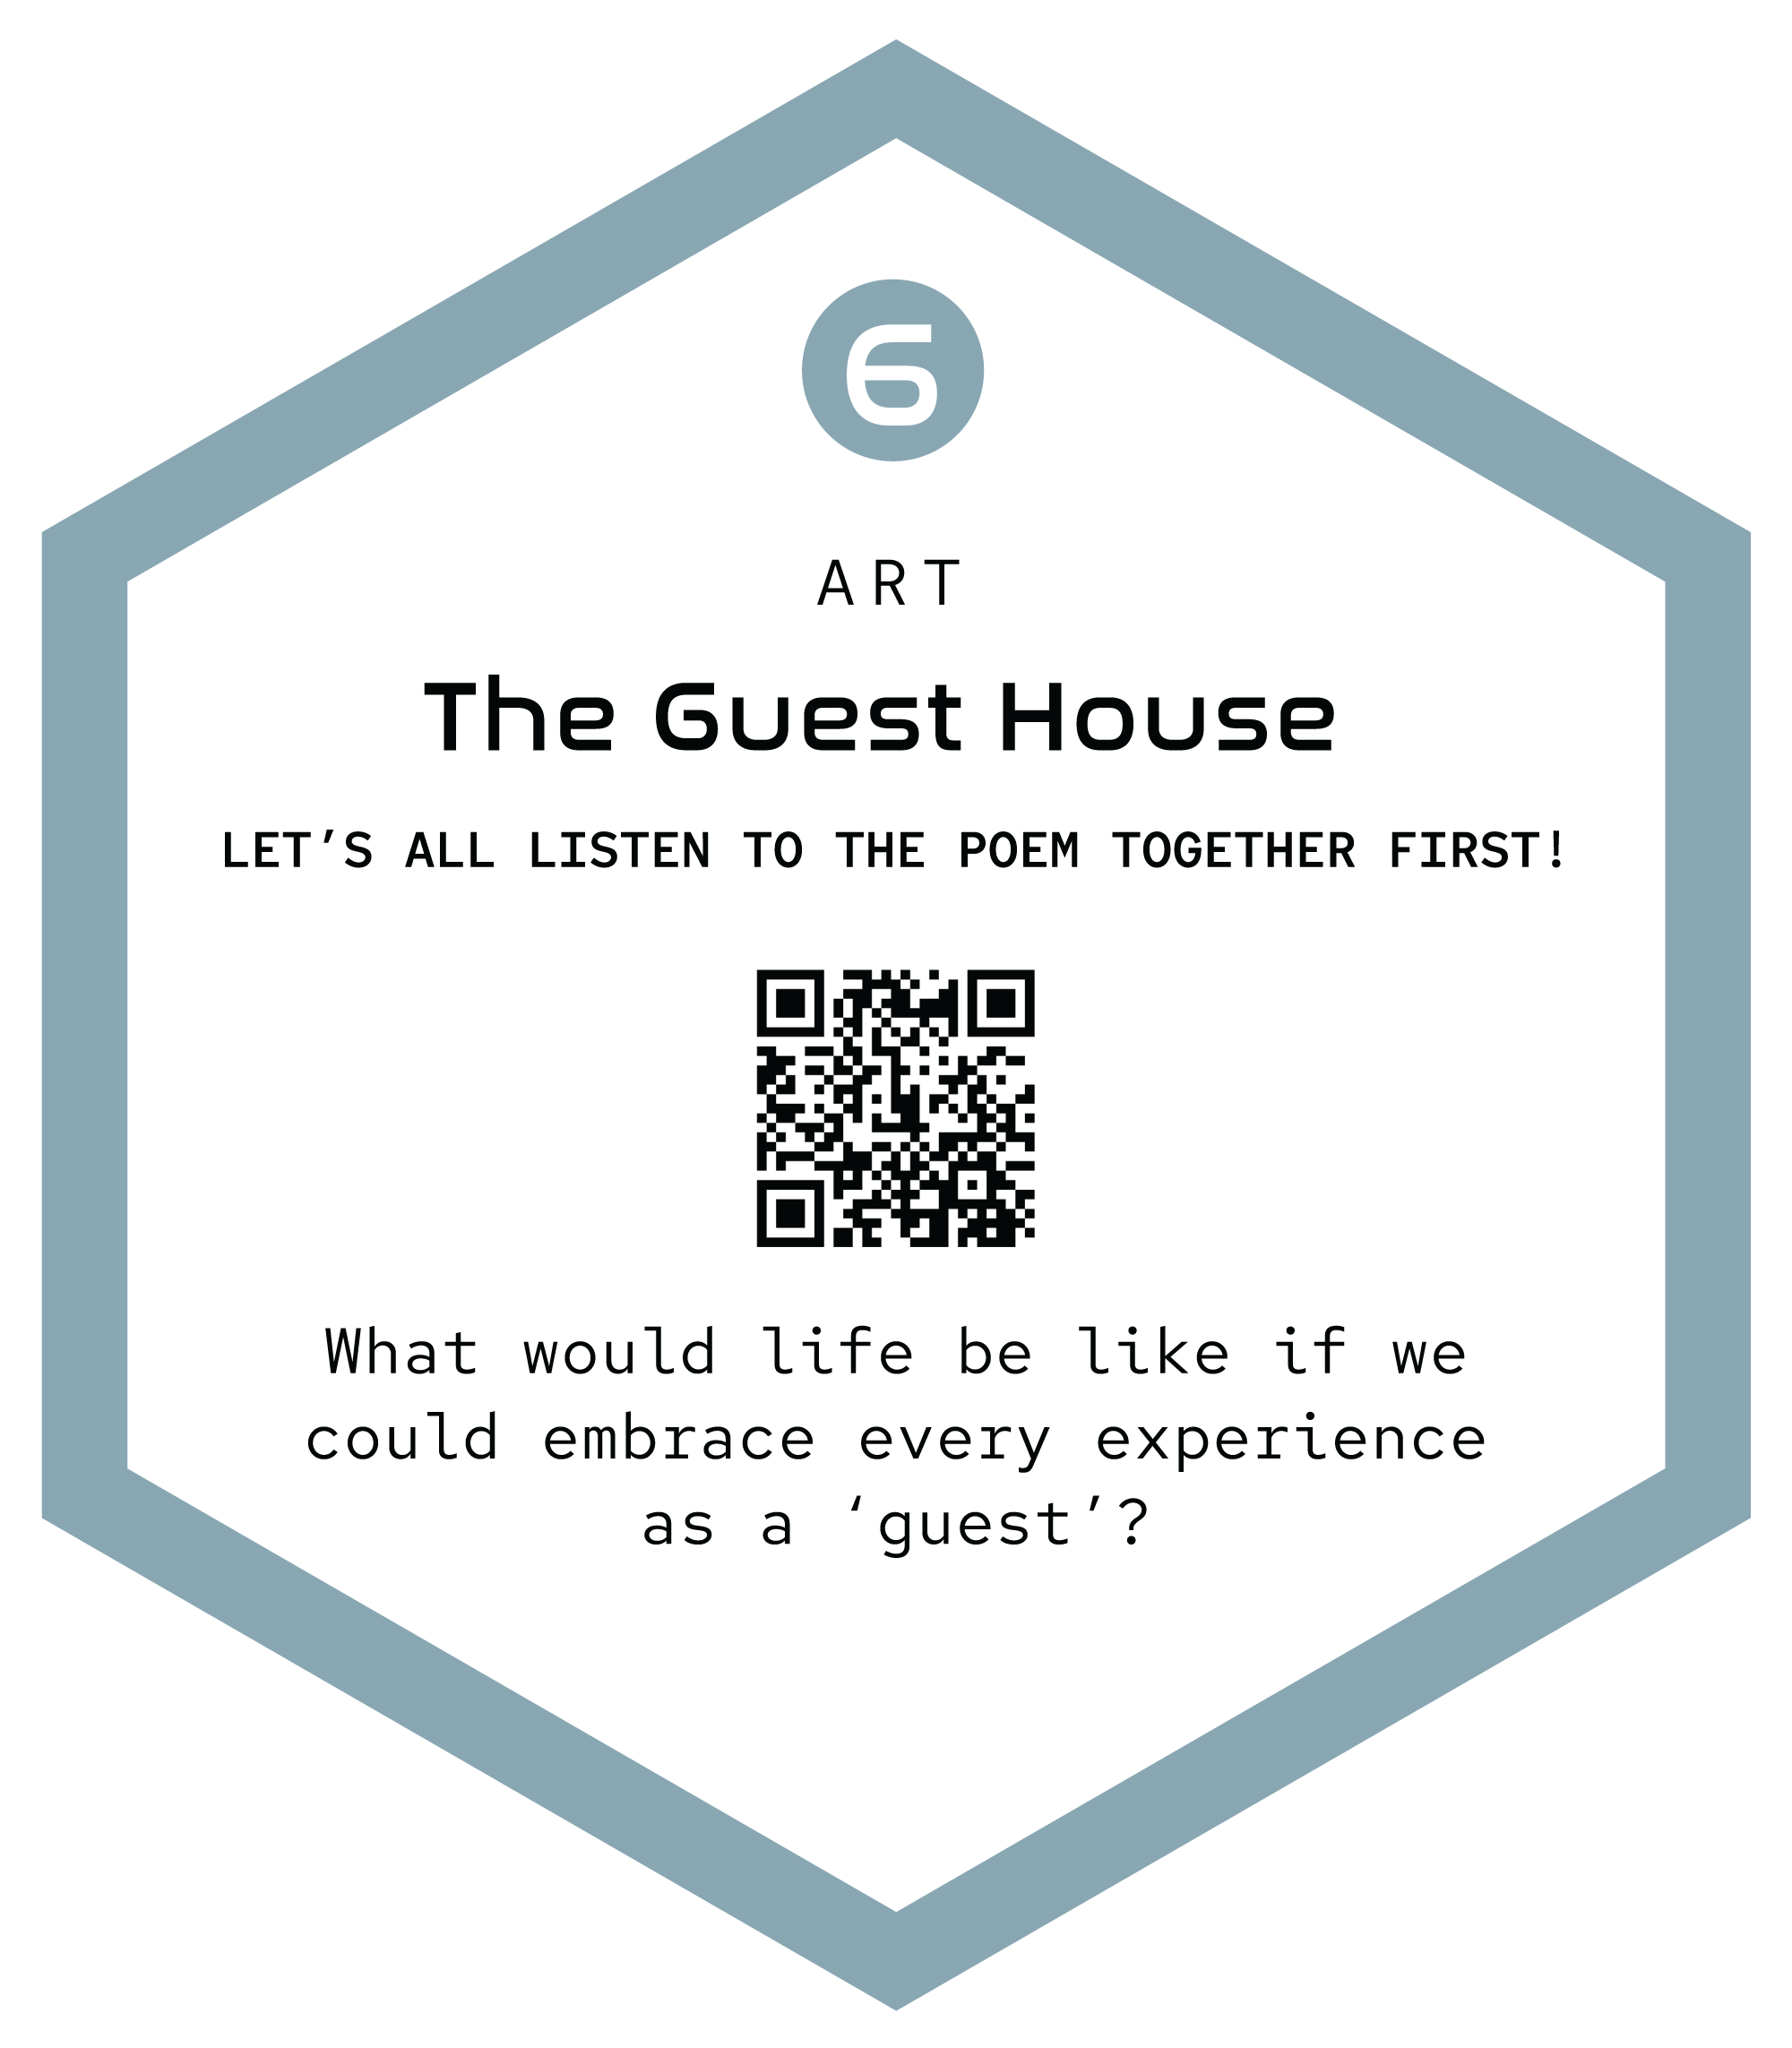 6
ART
The Guest House
LET’S ALL LISTEN TO THE POEM TOGETHER FIRST!
What would life be like if we
could embrace every experience
as a ‘guest’?